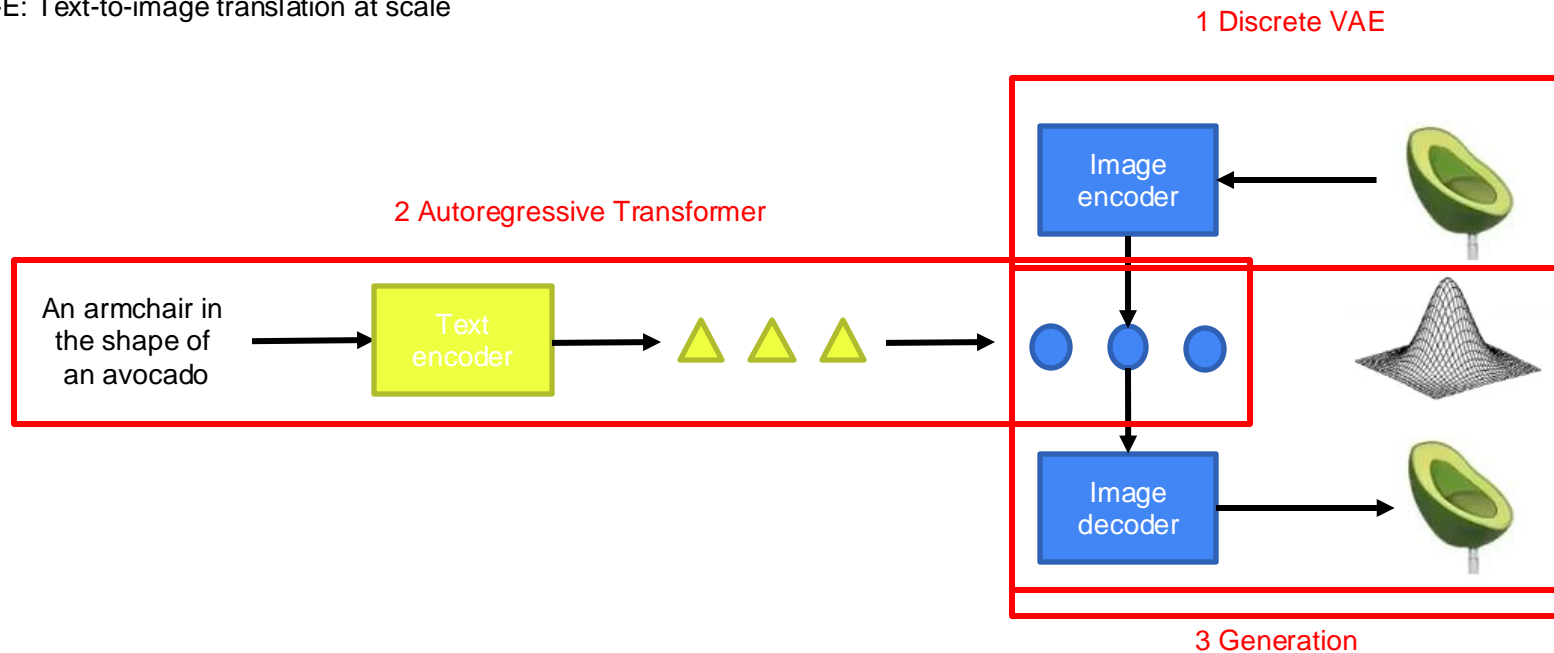 -E: Text-to-image translation at scale
1 Discrete VAE
Image
encoder
2 Autoregressive Transformer
An armchair in
the shape of
an avocado
Text
encoder
Image
decoder
3 Generation